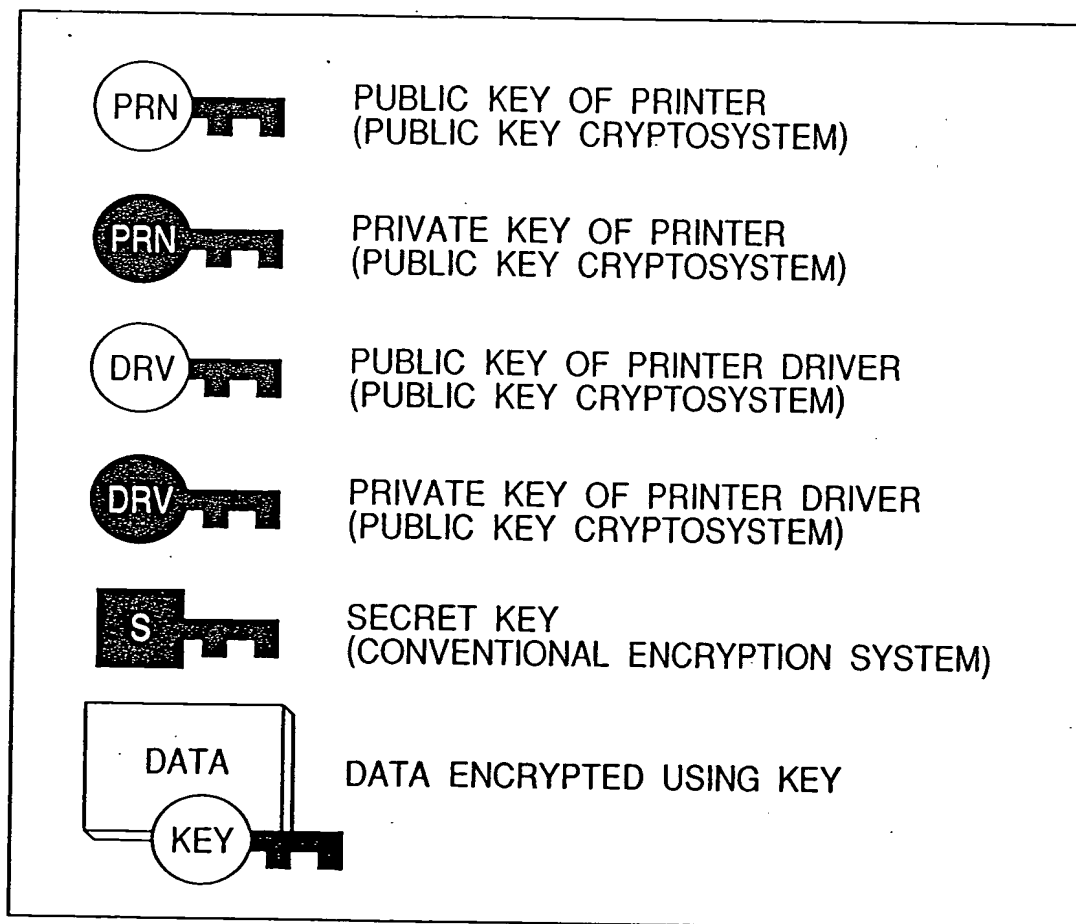 PRN
PUBLIC KEY OF PRINTER
(PUBLIC KEY CRYPTOSYSTEM)
PRN
PRIVATE KEY OF PRINTER
(PUBLIC KEY CRYPTOSYSTEM)
DRV
PUBLIC KEY OF PRINTER DRIVER
(PUBLIC KEY CRYPTOSYSTEM)
DRV
PRIVATE KEY OF PRINTER DRIVER
(PUBLIC KEY CRYPTOSYSTEM)
S
SECRET KEY
(CONVENTIONAL ENCRYPTION SYSTEM)
DATA
DATA ENCRYPTED USING KEY
KEY